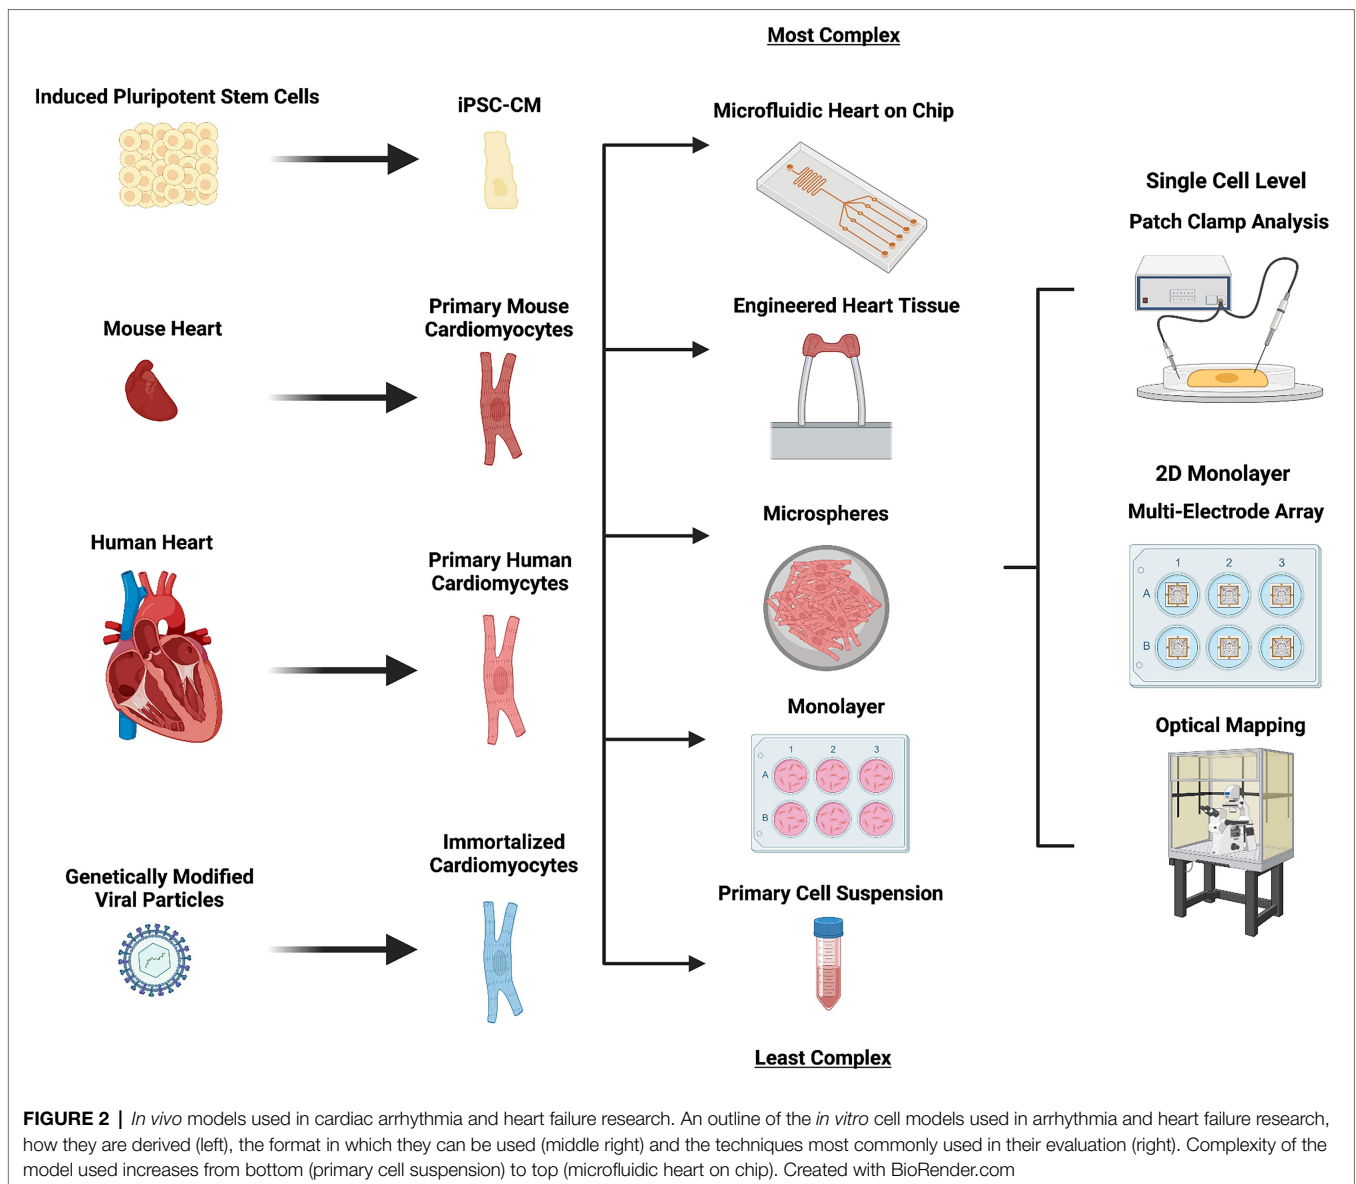 Most Complex
Induced Pluripotent Stem Cells
iPSC-CM
Microfluidic Heart on Chip
Mouse Heart
Primary Mouse
Cardiomyocytes
Engineered Heart Tissue
Human Heart
Primary Human
Cardiomycytes
Microspheres
Monolayer
1 2 3
A
B
Genetically Modified
Viral Particles
Immortalized
Cardiomyocytes
Primary Cell Suspension
Least Complex
Single Cell Level
Patch Clamp Analysis
2D Monolayer
Multi-Electrode Array
1 2 3
A
B
Optical Mapping
FIGURE 2 | In vivo models used in cardiac arrhythmia and heart failure research. An outline of the in vitro cell models used in arrhythmia and heart failure research,
how they are derived (left), the format in which they can be used (middle right) and the techniques most commonly used in their evaluation (right). Complexity of the
model used increases from bottom (primary cell suspension) to top (microfluidic heart on chip). Created with BioRender.com